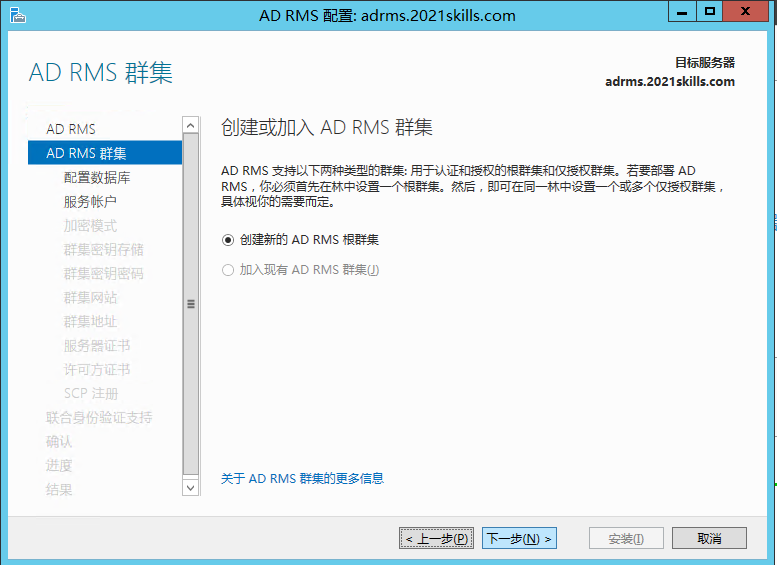 AD RMS 配置: adrms.2021skills.com
AD RMS 群集
目标服务器
adrms.2021skills.com
AD RMS
AD RMS 群集
配置数据库
服务帐户
加密模式
群集密钥存储
群集密钥密码
群集网站
群集地址
服务器证书
许可方证书
SCP 注册
联合身份验证支持
确认
进度
结果
创建或加入 AD RMS 群集
AD RMS 支持以下两种类型的群集: 用于认证和授权的根群集和仅授权群集。若要部署 AD
RMS，你必须首先在林中设置一个根群集。然后，即可在同一林中设置一个或多个仅授权群集，
具体视你的需要而定。
创建新的 AD RMS 根群集
加入现有 AD RMS 群集(J)
关于 AD RMS 群集的更多信息
< 上一步(P)
下一步(N) >
安装(I)
取消